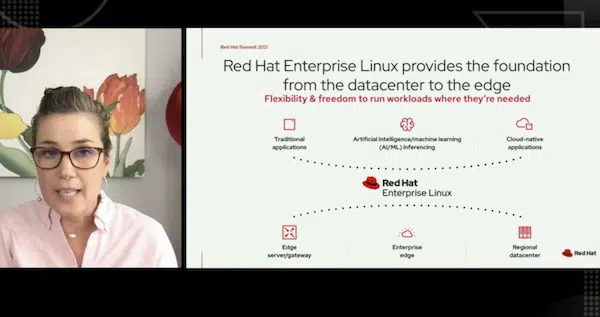 Red Hat Summit 2021
Red Hat Enterprise Linux provides the foundation
from the datacenter to the edge
Flexibility & freedom to run workloads where they're needed
Traditional
applications
Artificial intelligence/machine learning
(AI/ML) inferencing
Cloud-native
applications
Red Hat
Enterprise Linux
Edge
server/gateway
Enterprise
edge
Regional
datacenter
Red Hat